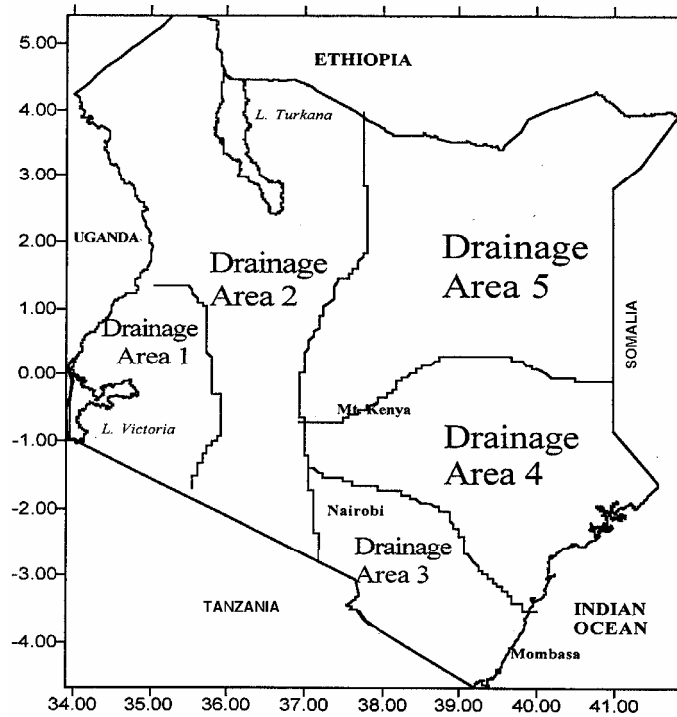 5.00
ETHIOPIA
4.00
L. Turkana
3.00
UGANDA
2.00
Drainage
Area 2
Drainage
Area 5
1.00
Drainage
Area 1
SOMALIA
0.00
Mt. Kenya
L. Victoria
-1.00
Drainage
Area 4
-2.00
Nairobi
Drainage
Area 3
-3.00
TANZANIA
INDIAN
OCEAN
-4.00
Mombasa
34.00 35.00 36.00 37.00 38.00 39.00 40.00 41.00